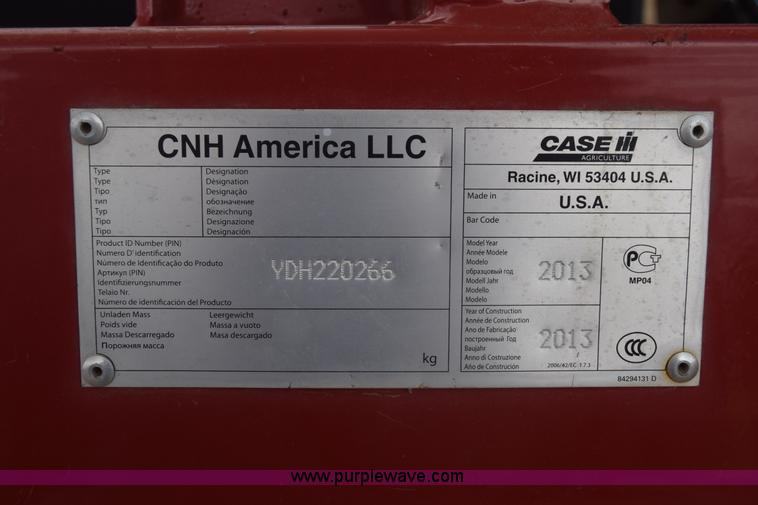 CNH America LLC
Type Designation
Type Désignation
Tipo Designação
тип обозначение
Typ Bezeichnung
Tipo Designazione
Tipo Designación
Product ID Number (PIN)
Numero D' identification
Número de Identificação do Produto
Артикул (PIN)
Identifizierungsnummer
Telaio Nr.
Número de identificación del Producto
YDH220266
Unladen Mass Leergewicht
Poids vide Massa a vuoto
Massa Descarregado Masa descargado
Порожняя масса
kg
CASE IH
AGRICULTURE
Racine, WI 53404 U.S.A.
Made in
U.S.A.
Bar Code
Model Year
Année Modele
Modelo
образцовый год
Modell Jahr
Modello
Modelo
2013
PCT
MP04
Year of Construction
Année de Construction
Ano de Fabricação
построенный Год
Baujahr
Anno di Costruzione
Año de Construción
2013
2006/42/EC 1.7.3
CCC
84294131 D
www.purplewave.com